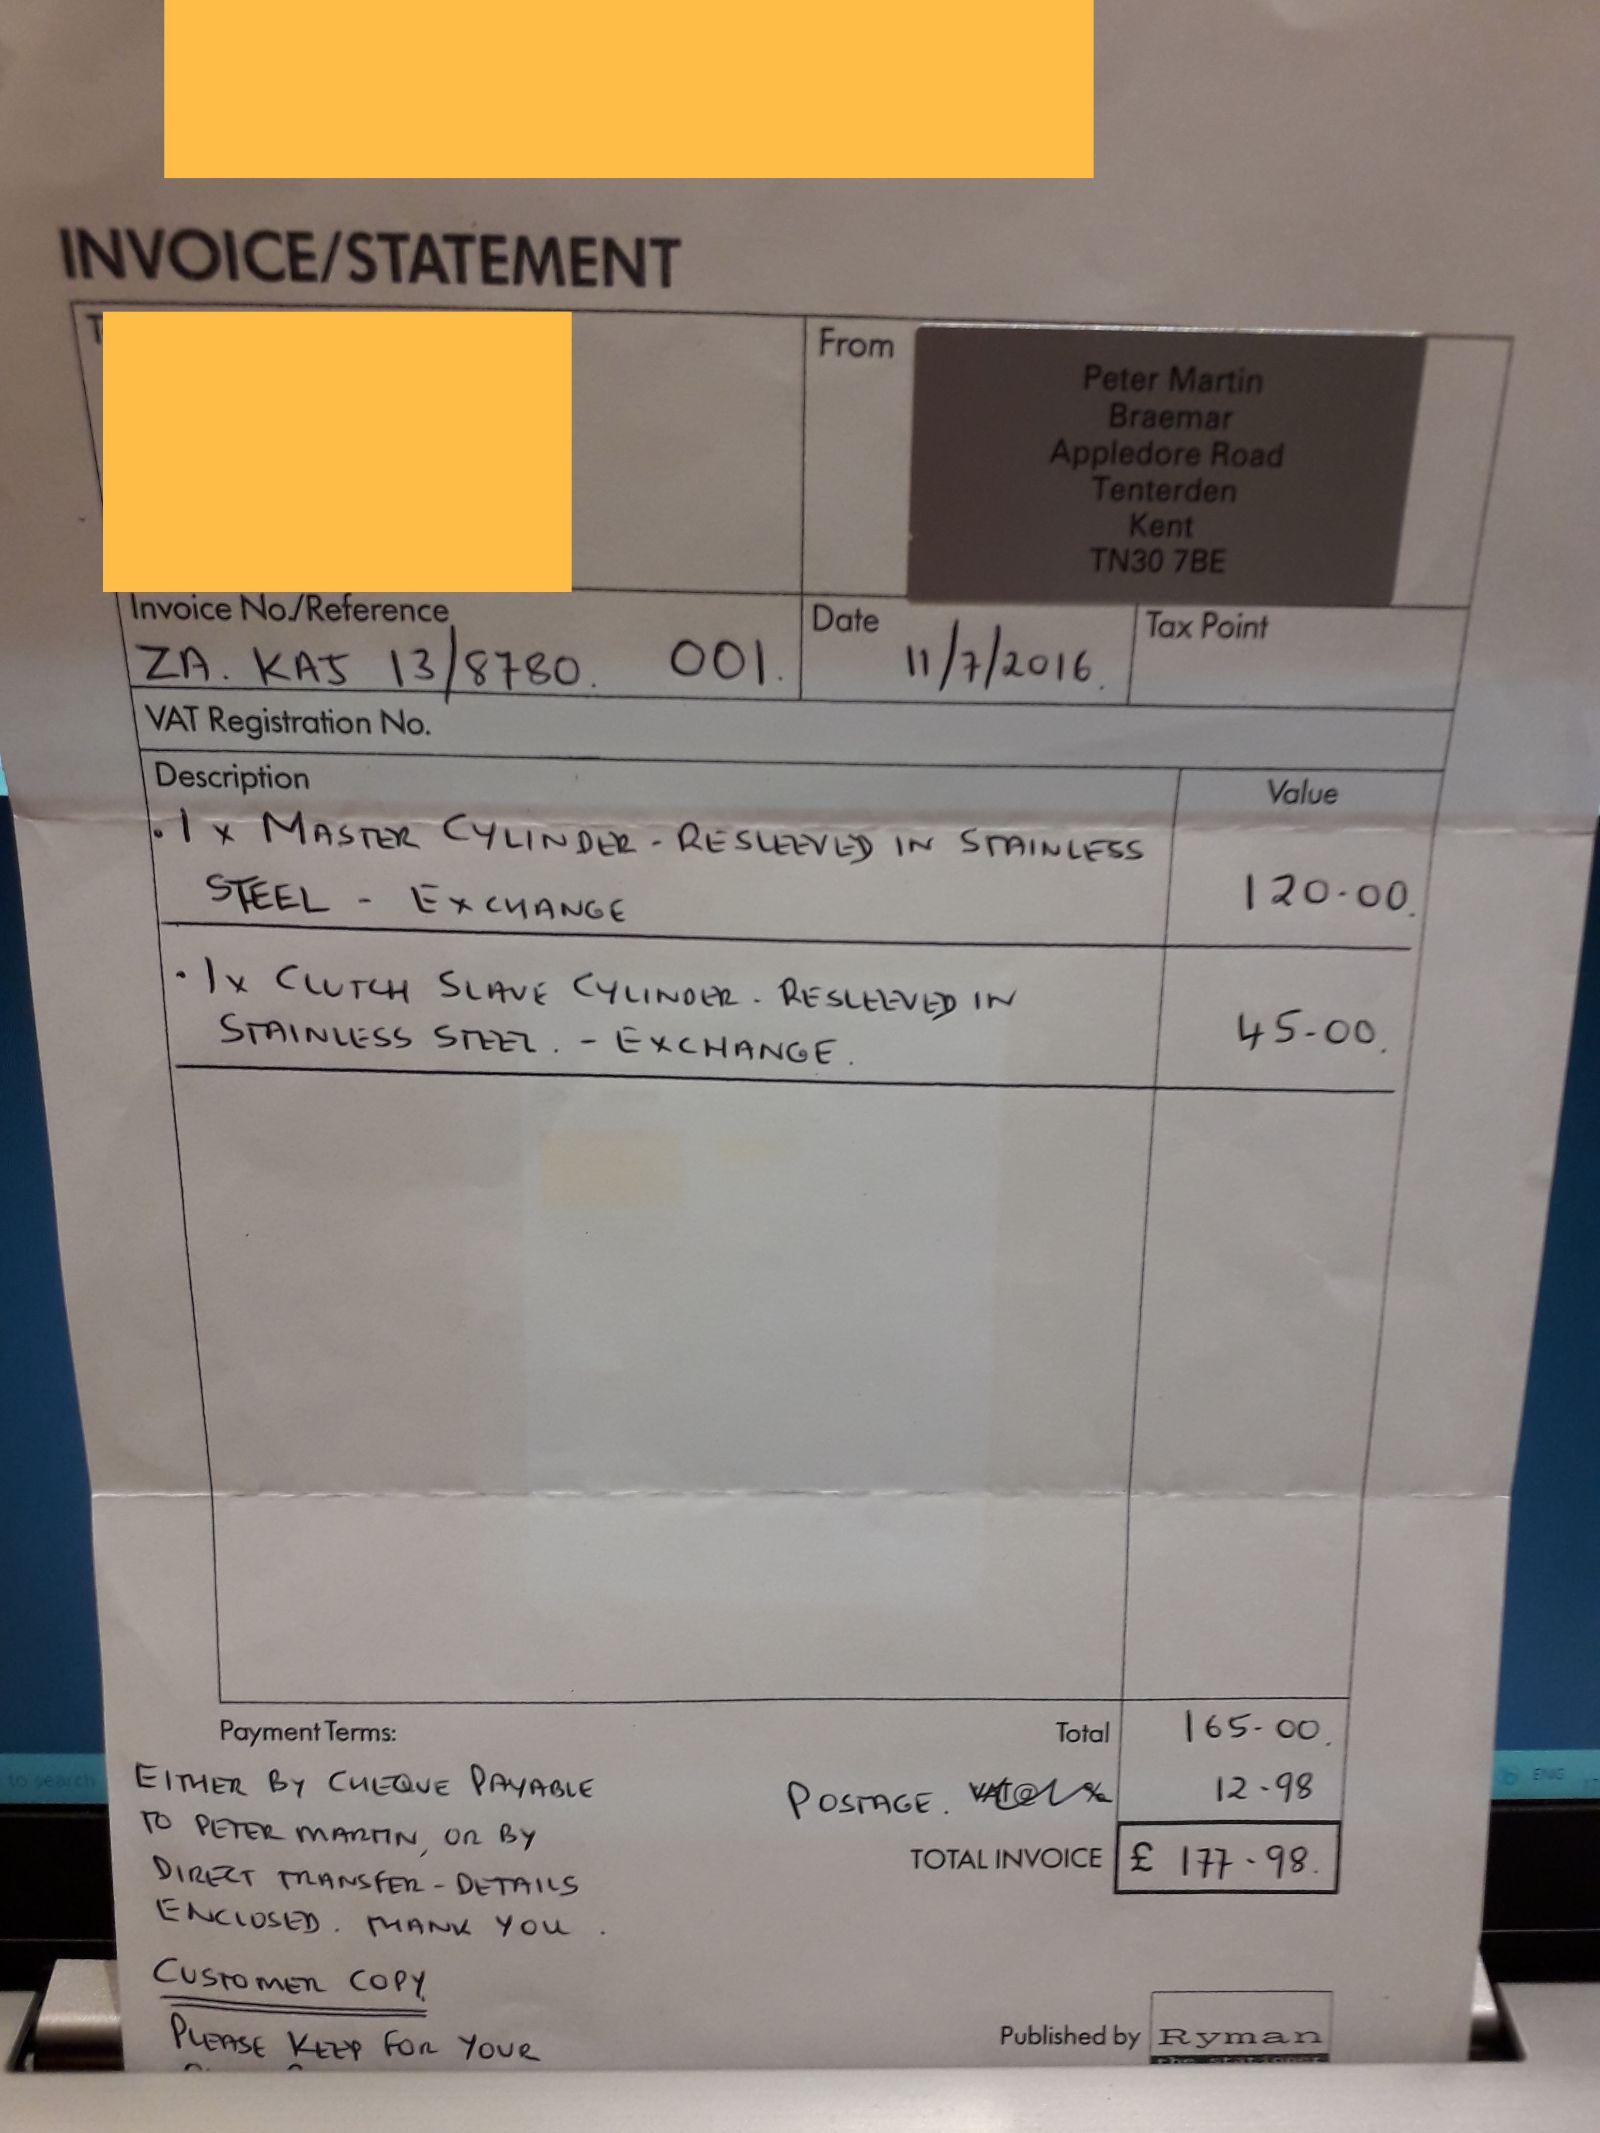 INVOICE/STATEMENT
From
Peter Martin
Braemar
Appledore Road
Tenterden
Kent
TN30 7BE
Invoice No./Reference
ZA. KAJ 13/8780. 001.
Date
11/7/2016.
Tax Point
VAT Registration No.
Description
Value
• 1 x MASTER CYLINDER - RESLEEVED IN STAINLESS
STEEL - EXCHANGE
120-00.
• 1x CLUTCH SLAVE CYLINDER - RESLEEVED IN
STAINLESS STEEL. - EXCHANGE.
45-00.
Payment Terms:
Total
165-00.
EITHER BY CHEQUE PAYABLE
TO PETER MARTIN, OR BY
DIRECT TRANSFER - DETAILS
ENCLOSED. THANK YOU.
POSTAGE.
12-98
TOTAL INVOICE
£ 177-98.
CUSTOMER COPY
PLEASE KEEP FOR YOUR
Published by
Ryman
to search
ENG